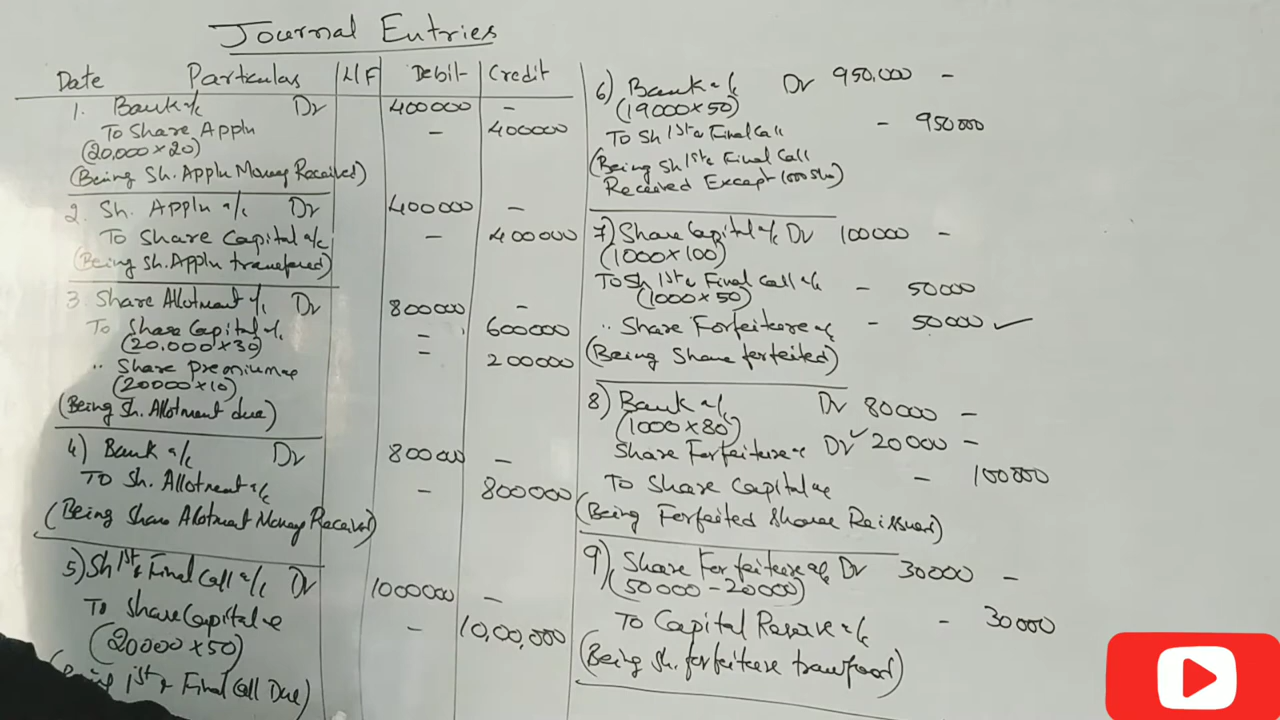 Journal Entries
Date Particulas L/F Debit Credit
1. Bank a/c Dr 400000 -
To Share Appln - 400000
(20,000 x 20)
(Being Sh. Appln Money Received)
2. Sh. Appln a/c Dr 400000 -
To Share Capital a/c - 400000
(Being Sh. Appln transfered)
3. Share Allotment a/c Dr 800000 -
To Share Capital a/c = 600000
(20,000 x 30)
.. Share premium a/c = 200000
(20000 x 10)
(Being Sh. Allotment due)
4) Bank a/c Dr 800000 -
To Sh. Allotment a/c - 800000
(Being Share Alotment Money Received)
5) Sh 1st & Final Call a/c Dr 1000000 -
To Share Capital a/c - 10,00,000
(20000 x 50)
1st & Final Call Due)
6) Bank a/c Dr 950,000 -
(19000 x 50)
To Sh 1st & Final Call - 950000
(Being Sh 1st & Final Call
Received Except 1000 Sha)
7) Share Capital a/c Dr 100000 -
(1000 x 100)
To Sh 1st & Final Call a/c - 50000
(1000 x 50)
.. Share Forfeiture a/c - 50000 ✓
(Being Share forfeited)
8) Bank a/c Dr 80000 -
(1000 x 80)
Share Forfeiture a/c Dr ✓ 20000 -
To Share Capital a/c - 100000
(Being Forfeited Shares Reissued)
9) Share Forfeiture a/c Dr 30000 -
(50000 - 20000)
To Capital Reserve a/c - 30000
(Being Sh. forfeiture transfered)